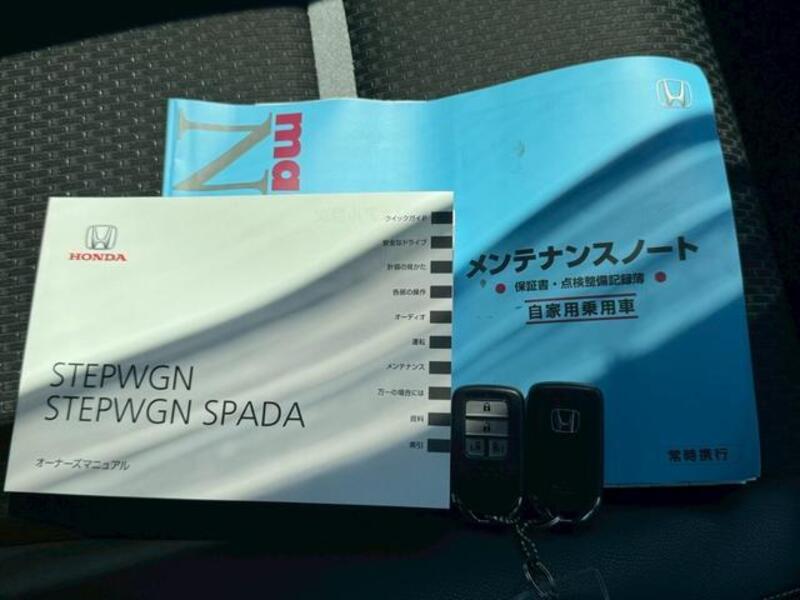 HONDA
STEPWGN
STEPWGN SPADA
オーナーズマニュアル
クイックガイド
安全なドライブ
計器の見かた
各部の操作
オーディオ
運転
メンテナンス
万一の場合には
資料
索引
ma
N
メンテナンスノート
保証書・点検整備記録簿
自家用乗用車
常時携行